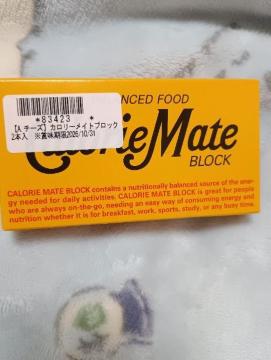 *83423 *
【A チーズ】カロリーメイトブロック
2本入 ※賞味期限2026/10/31
NCED FOOD
CalorieMate
BLOCK
CALORIE MATE BLOCK contains a nutritionally balanced source of the ener-
gy needed for daily activities. CALORIE MATE BLOCK is great for people
who are always on-the-go, needing an easy way of consuming energy and
nutrition whether it is for breakfast, work, sports, study, or any busy time.